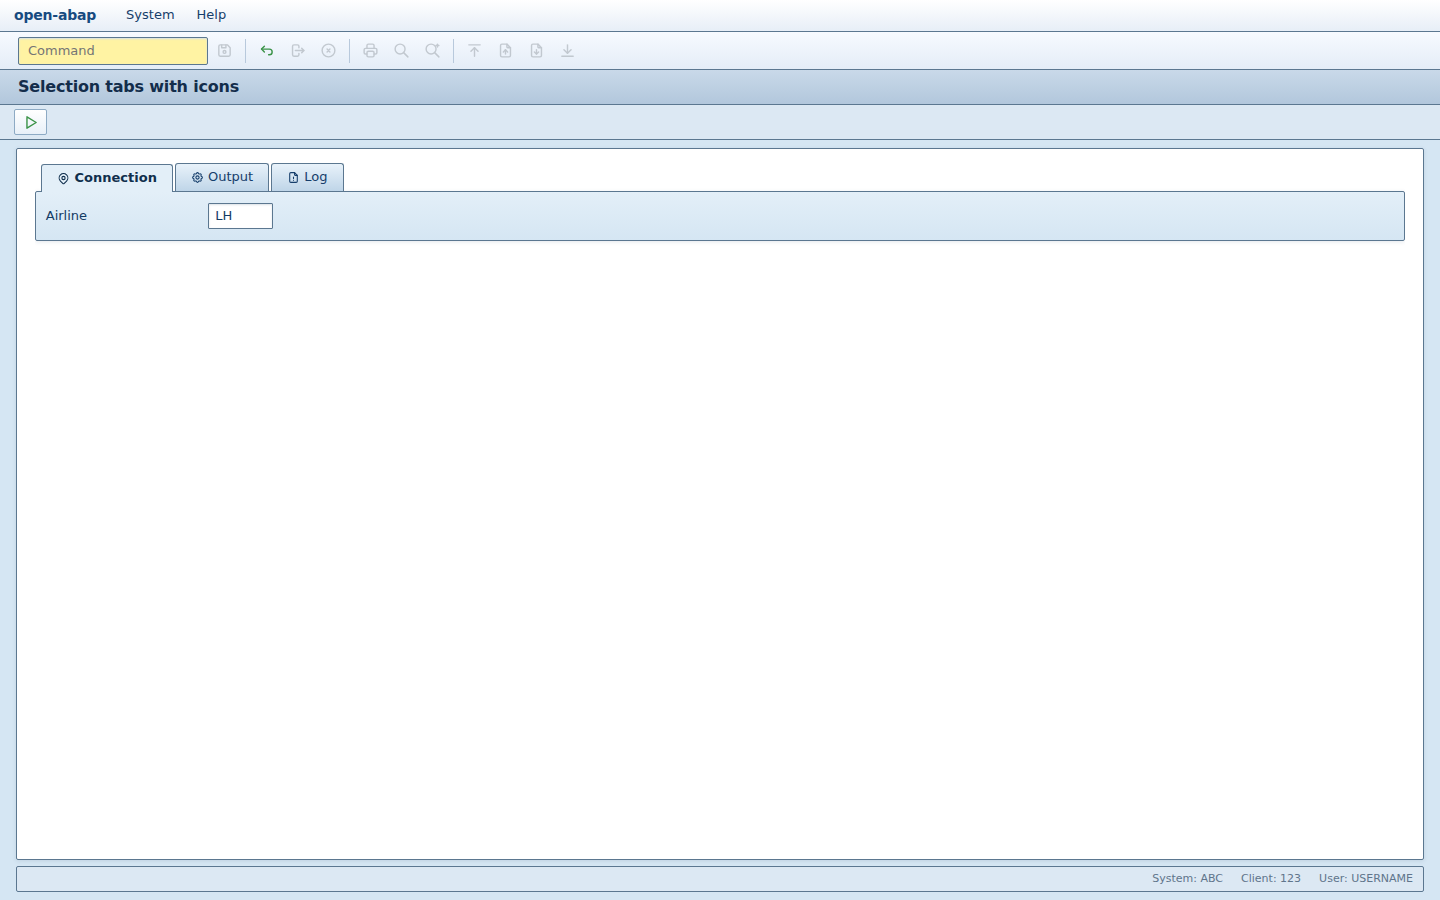 open-abap System Help
Command
Selection tabs with icons
Connection Output Log
Airline LH
System: ABC Client: 123 User: USERNAME